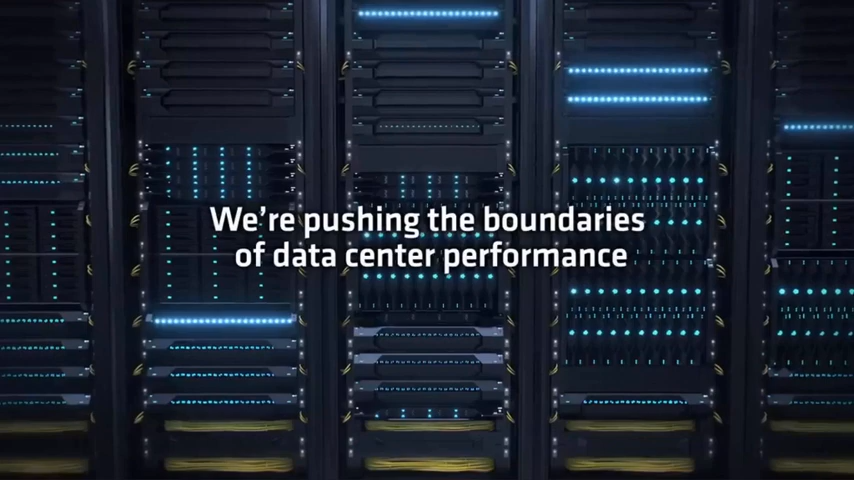 We're pushing the boundaries
of data center performance